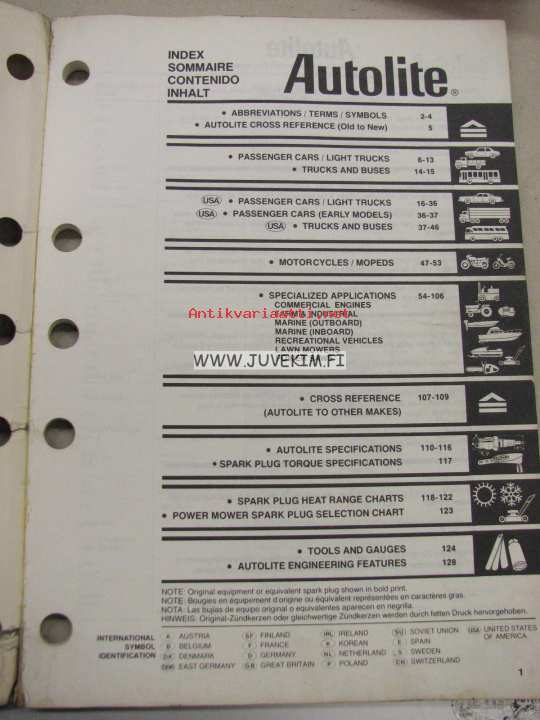 INDEX
SOMMAIRE
CONTENIDO
INHALT
Autolite®
• ABBREVIATIONS / TERMS / SYMBOLS 2-4
• AUTOLITE CROSS REFERENCE (Old to New) 5
• PASSENGER CARS / LIGHT TRUCKS 6-13
• TRUCKS AND BUSES 14-15
USA • PASSENGER CARS / LIGHT TRUCKS 16-36
USA • PASSENGER CARS (EARLY MODELS) 36-37
USA • TRUCKS AND BUSES 37-46
• MOTORCYCLES / MOPEDS 47-53
• SPECIALIZED APPLICATIONS 54-106
COMMERCIAL ENGINES
FARM & INDUSTRIAL
Antikvariaatti.net
MARINE (OUTBOARD)
MARINE (INBOARD)
RECREATIONAL VEHICLES
LAWN MOWERS
WWW.JUVEKIM.FI
• CROSS REFERENCE 107-109
(AUTOLITE TO OTHER MAKES)
• AUTOLITE SPECIFICATIONS 110-116
• SPARK PLUG TORQUE SPECIFICATIONS 117
• SPARK PLUG HEAT RANGE CHARTS 118-122
• POWER MOWER SPARK PLUG SELECTION CHART 123
• TOOLS AND GAUGES 124
• AUTOLITE ENGINEERING FEATURES 128
NOTE: Original equipment or equivalent spark plug shown in bold print.
NOTE: Bougies en équipement d'origine ou équivalent représentées en caractères gras.
NOTA: Las bujias de equipo original o equivalentes aparecen en negrilla.
HINWEIS: Original-Zündkerzen oder gleichwertige Zündkerzen werden durch fetten Druck hervorgehoben.
INTERNATIONAL SYMBOL IDENTIFICATION
A AUSTRIA SF FINLAND IRL IRELAND SU SOVIET UNION USA UNITED STATES OF AMERICA
B BELGIUM F FRANCE K KOREAN E SPAIN
DK DENMARK D GERMANY NL NETHERLAND S SWEDEN
EAST GERMANY GB GREAT BRITAIN P POLAND CH SWITZERLAND
1